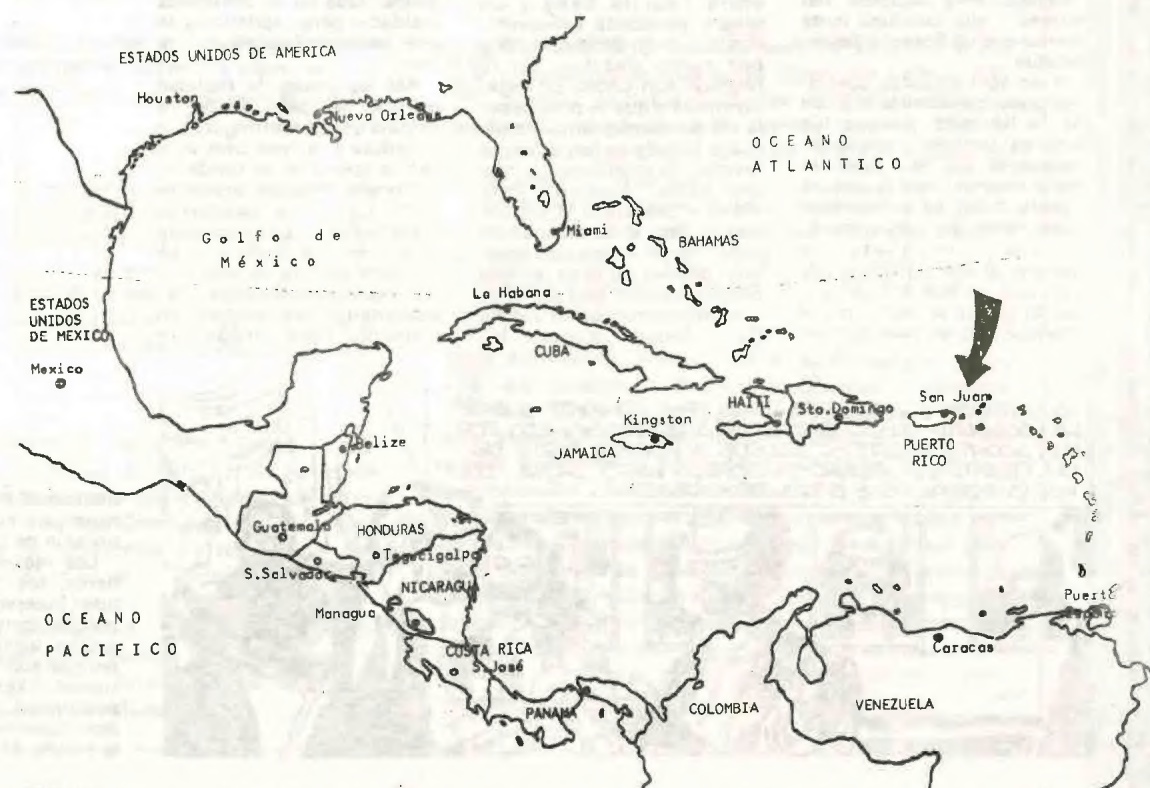 ESTADOS UNIDOS DE AMERICA
Houston
Nueva Orleans
OCEANO
ATLANTICO
Golfo de
México
Miami
BAHAMAS
ESTADOS
UNIDOS
DE MEXICO
Mexico
La Habana
CUBA
HAITI
Sto. Domingo
San Juan
PUERTO
RICO
Kingston
JAMAICA
Belize
Guatemala
HONDURAS
Tegucigalpa
S.Salvador
NICARAGUA
Managua
OCEANO
PACIFICO
COSTA RICA
S.José
PANAMA
COLOMBIA
VENEZUELA
Caracas